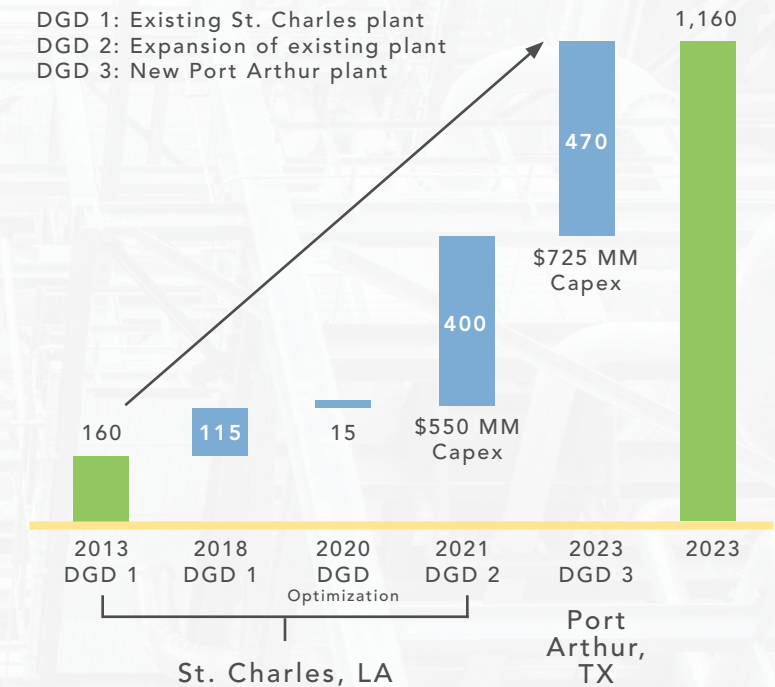 DGD 1: Existing St. Charles plant
DGD 2: Expansion of existing plant
DGD 3: New Port Arthur plant
1,160
470
$725 MM
Capex
400
$550 MM
Capex
160
115
15
2013
DGD 1
2018
DGD 1
2020
DGD
Optimization
2021
DGD 2
2023
DGD 3
2023
St. Charles, LA
Port
Arthur,
TX